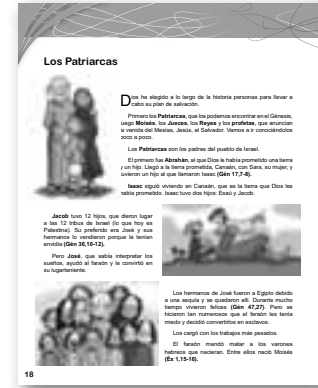 Los Patriarcas
Dios ha elegido a lo largo de la historia personas para llevar a
cabo su plan de salvación.
Primero los Patriarcas, que los podemos encontrar en el Génesis,
luego Moisés, los Jueces, los Reyes y los profetas, que anuncian
la venida del Mesías, Jesús, el Salvador. Vamos a ir conociéndolos
poco a poco.
Los Patriarcas son los padres del pueblo de Israel.
El primero fue Abrahán, al que Dios le había prometido una tierra
y un hijo. Llegó a la tierra prometida, Canaán, con Sara, su mujer, y
tuvieron un hijo al que llamaron Isaac (Gén 17,7-8).
Isaac siguió viviendo en Canaán, que es la tierra que Dios les
había prometido. Isaac tuvo dos hijos: Esaú y Jacob.
Jacob tuvo 12 hijos, que dieron lugar
a las 12 tribus de Israel (lo que hoy es
Palestina). Su preferido era José y sus
hermanos lo vendieron porque le tenían
envidia (Gén 36,10-12).
Pero José, que sabía interpretar los
sueños, ayudó al faraón y le convirtió en
su lugarteniente.
Los hermanos de José fueron a Egipto debido
a una sequía y se quedaron allí. Durante mucho
tiempo vivieron felices (Gén 47,27). Pero se
hicieron tan numerosos que el faraón les tenía
miedo y decidió convertirlos en esclavos.
Los cargó con los trabajos más pesados.
El faraón mandó matar a los varones
hebreos que nacieran. Entre ellos nació Moisés
(Éx 1,15-16).
18